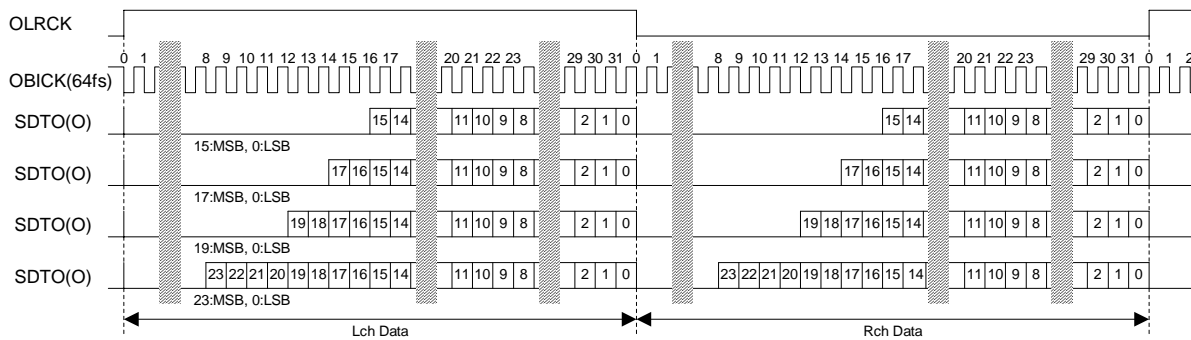 OLRCK
0 1 8 9 10 11 12 13 14 15 16 17 20 21 22 23 29 30 31 0 1 8 9 10 11 12 13 14 15 16 17 20 21 22 23 29 30 31 0 1 2
OBICK(64fs)
SDTO(O) 15 14 11 10 9 8 2 1 0 15 14 11 10 9 8 2 1 0
15:MSB, 0:LSB
SDTO(O) 17 16 15 14 11 10 9 8 2 1 0 17 16 15 14 11 10 9 8 2 1 0
17:MSB, 0:LSB
SDTO(O) 19 18 17 16 15 14 11 10 9 8 2 1 0 19 18 17 16 15 14 11 10 9 8 2 1 0
19:MSB, 0:LSB
SDTO(O) 23 22 21 20 19 18 17 16 15 14 11 10 9 8 2 1 0 23 22 21 20 19 18 17 16 15 14 11 10 9 8 2 1 0
23:MSB, 0:LSB
Lch Data Rch Data